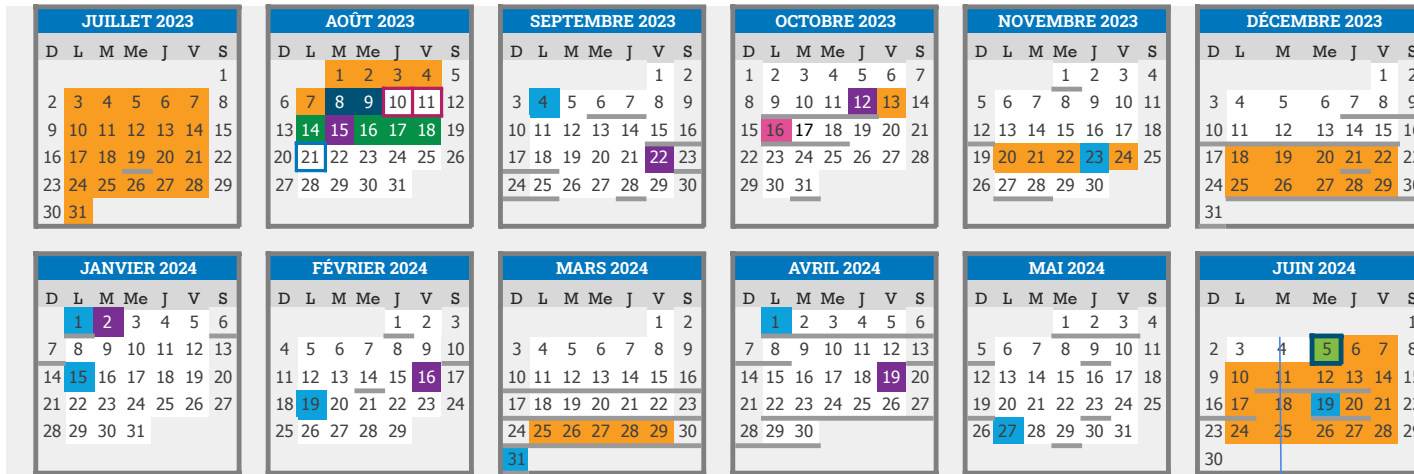 JUILLET 2023
D L M Me J V S
1
2 3 4 5 6 7 8
9 10 11 12 13 14 15
16 17 18 19 20 21 22
23 24 25 26 27 28 29
30 31
AOÛT 2023
D L M Me J V S
1 2 3 4 5
6 7 8 9 10 11 12
13 14 15 16 17 18 19
20 21 22 23 24 25 26
27 28 29 30 31
SEPTEMBRE 2023
D L M Me J V S
1 2
3 4 5 6 7 8 9
10 11 12 13 14 15 16
17 18 19 20 21 22 23
24 25 26 27 28 29 30
OCTOBRE 2023
D L M Me J V S
1 2 3 4 5 6 7
8 9 10 11 12 13 14
15 16 17 18 19 20 21
22 23 24 25 26 27 28
29 30 31
NOVEMBRE 2023
D L M Me J V S
1 2 3 4
5 6 7 8 9 10 11
12 13 14 15 16 17 18
19 20 21 22 23 24 25
26 27 28 29 30
DÉCEMBRE 2023
D L M Me J V S
1 2
3 4 5 6 7 8 9
10 11 12 13 14 15 16
17 18 19 20 21 22 23
24 25 26 27 28 29 30
31
JANVIER 2024
D L M Me J V S
1 2 3 4 5 6
7 8 9 10 11 12 13
14 15 16 17 18 19 20
21 22 23 24 25 26 27
28 29 30 31
FÉVRIER 2024
D L M Me J V S
1 2 3
4 5 6 7 8 9 10
11 12 13 14 15 16 17
18 19 20 21 22 23 24
25 26 27 28 29
MARS 2024
D L M Me J V S
1 2
3 4 5 6 7 8 9
10 11 12 13 14 15 16
17 18 19 20 21 22 23
24 25 26 27 28 29 30
31
AVRIL 2024
D L M Me J V S
1 2 3 4 5 6
7 8 9 10 11 12 13
14 15 16 17 18 19 20
21 22 23 24 25 26 27
28 29 30
MAI 2024
D L M Me J V S
1 2 3 4
5 6 7 8 9 10 11
12 13 14 15 16 17 18
19 20 21 22 23 24 25
26 27 28 29 30 31
JUIN 2024
D L M Me J V S
1
2 3 4 5 6 7 8
9 10 11 12 13 14 15
16 17 18 19 20 21 22
23 24 25 26 27 28 29
30